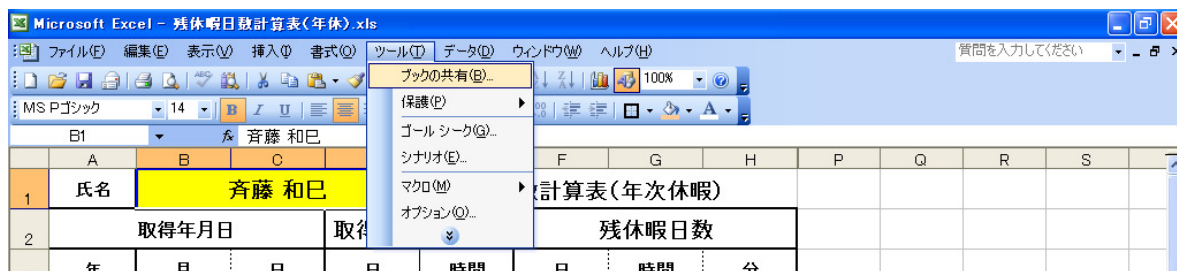 Microsoft Excel - 残休暇日数計算表(年休).xls
ファイル(F) 編集(E) 表示(V) 挿入(I) 書式(O) ツール(T) データ(D) ウィンドウ(W) ヘルプ(H) 質問を入力してください
ブックの共有(B)... 100%
MS Pゴシック 14 B I U 保護(P)
B1 fx 斉藤 和巳 ゴール シーク(G)...
シナリオ(E)...
A B C F G H P Q R S
マクロ(M)
1 氏名 斉藤 和巳 計算表(年次休暇)
オプション(O)...
2 取得年月日 取得 残休暇日数
年 月 日 日 時間 日 時間 分